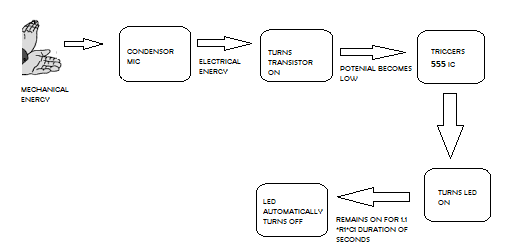 MECHANICAL
ENERGY
CONDENSOR
MIC
ELECTRICAL
ENERGY
TURNS
TRANSISTOR
ON
POTENIAL BECOMES
LOW
TRIGGERS
555 IC
TURNS LED
ON
REMAINS ON FOR 1.1
*R1*C1 DURATION OF
SECONDS
LED
AUTOMATICALLY
TURNS OFF